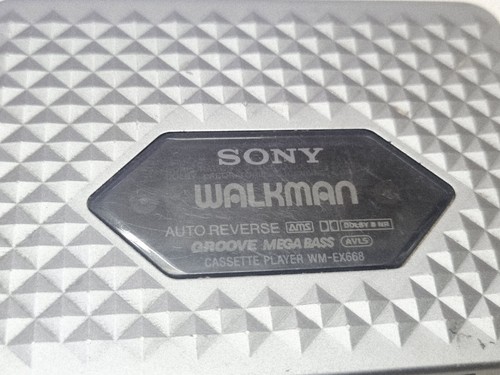 SONY
WALKMAN
AUTO REVERSE ams DOLBY B NR
GROOVE MEGA BASS AVLS
CASSETTE PLAYER WM-EX668